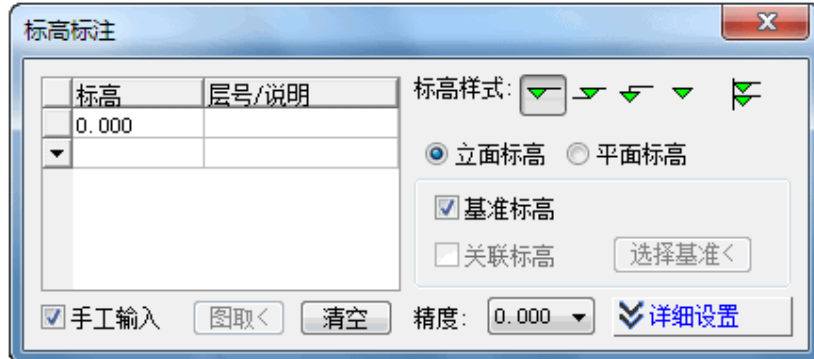 标高标注
标高 层号/说明
0.000
标高样式:
立面标高 平面标高
基准标高
关联标高 选择基准<
手工输入 图取< 清空 精度: 0.000 详细设置